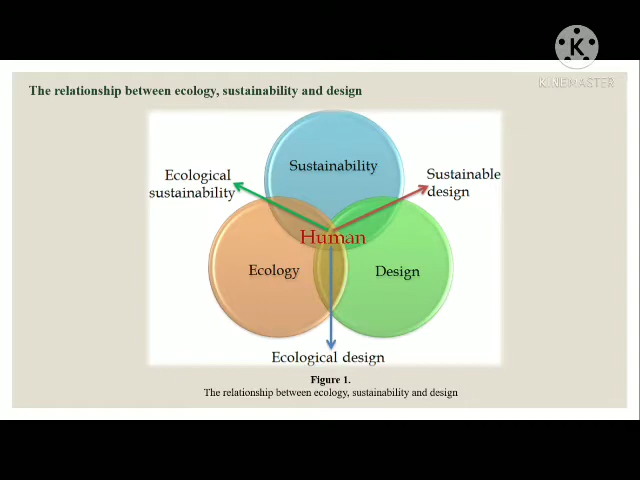 K
KINEMASTER
The relationship between ecology, sustainability and design
Sustainability
Ecological
sustainability
Sustainable
design
Human
Ecology
Design
Ecological design
Figure 1.
The relationship between ecology, sustainability and design